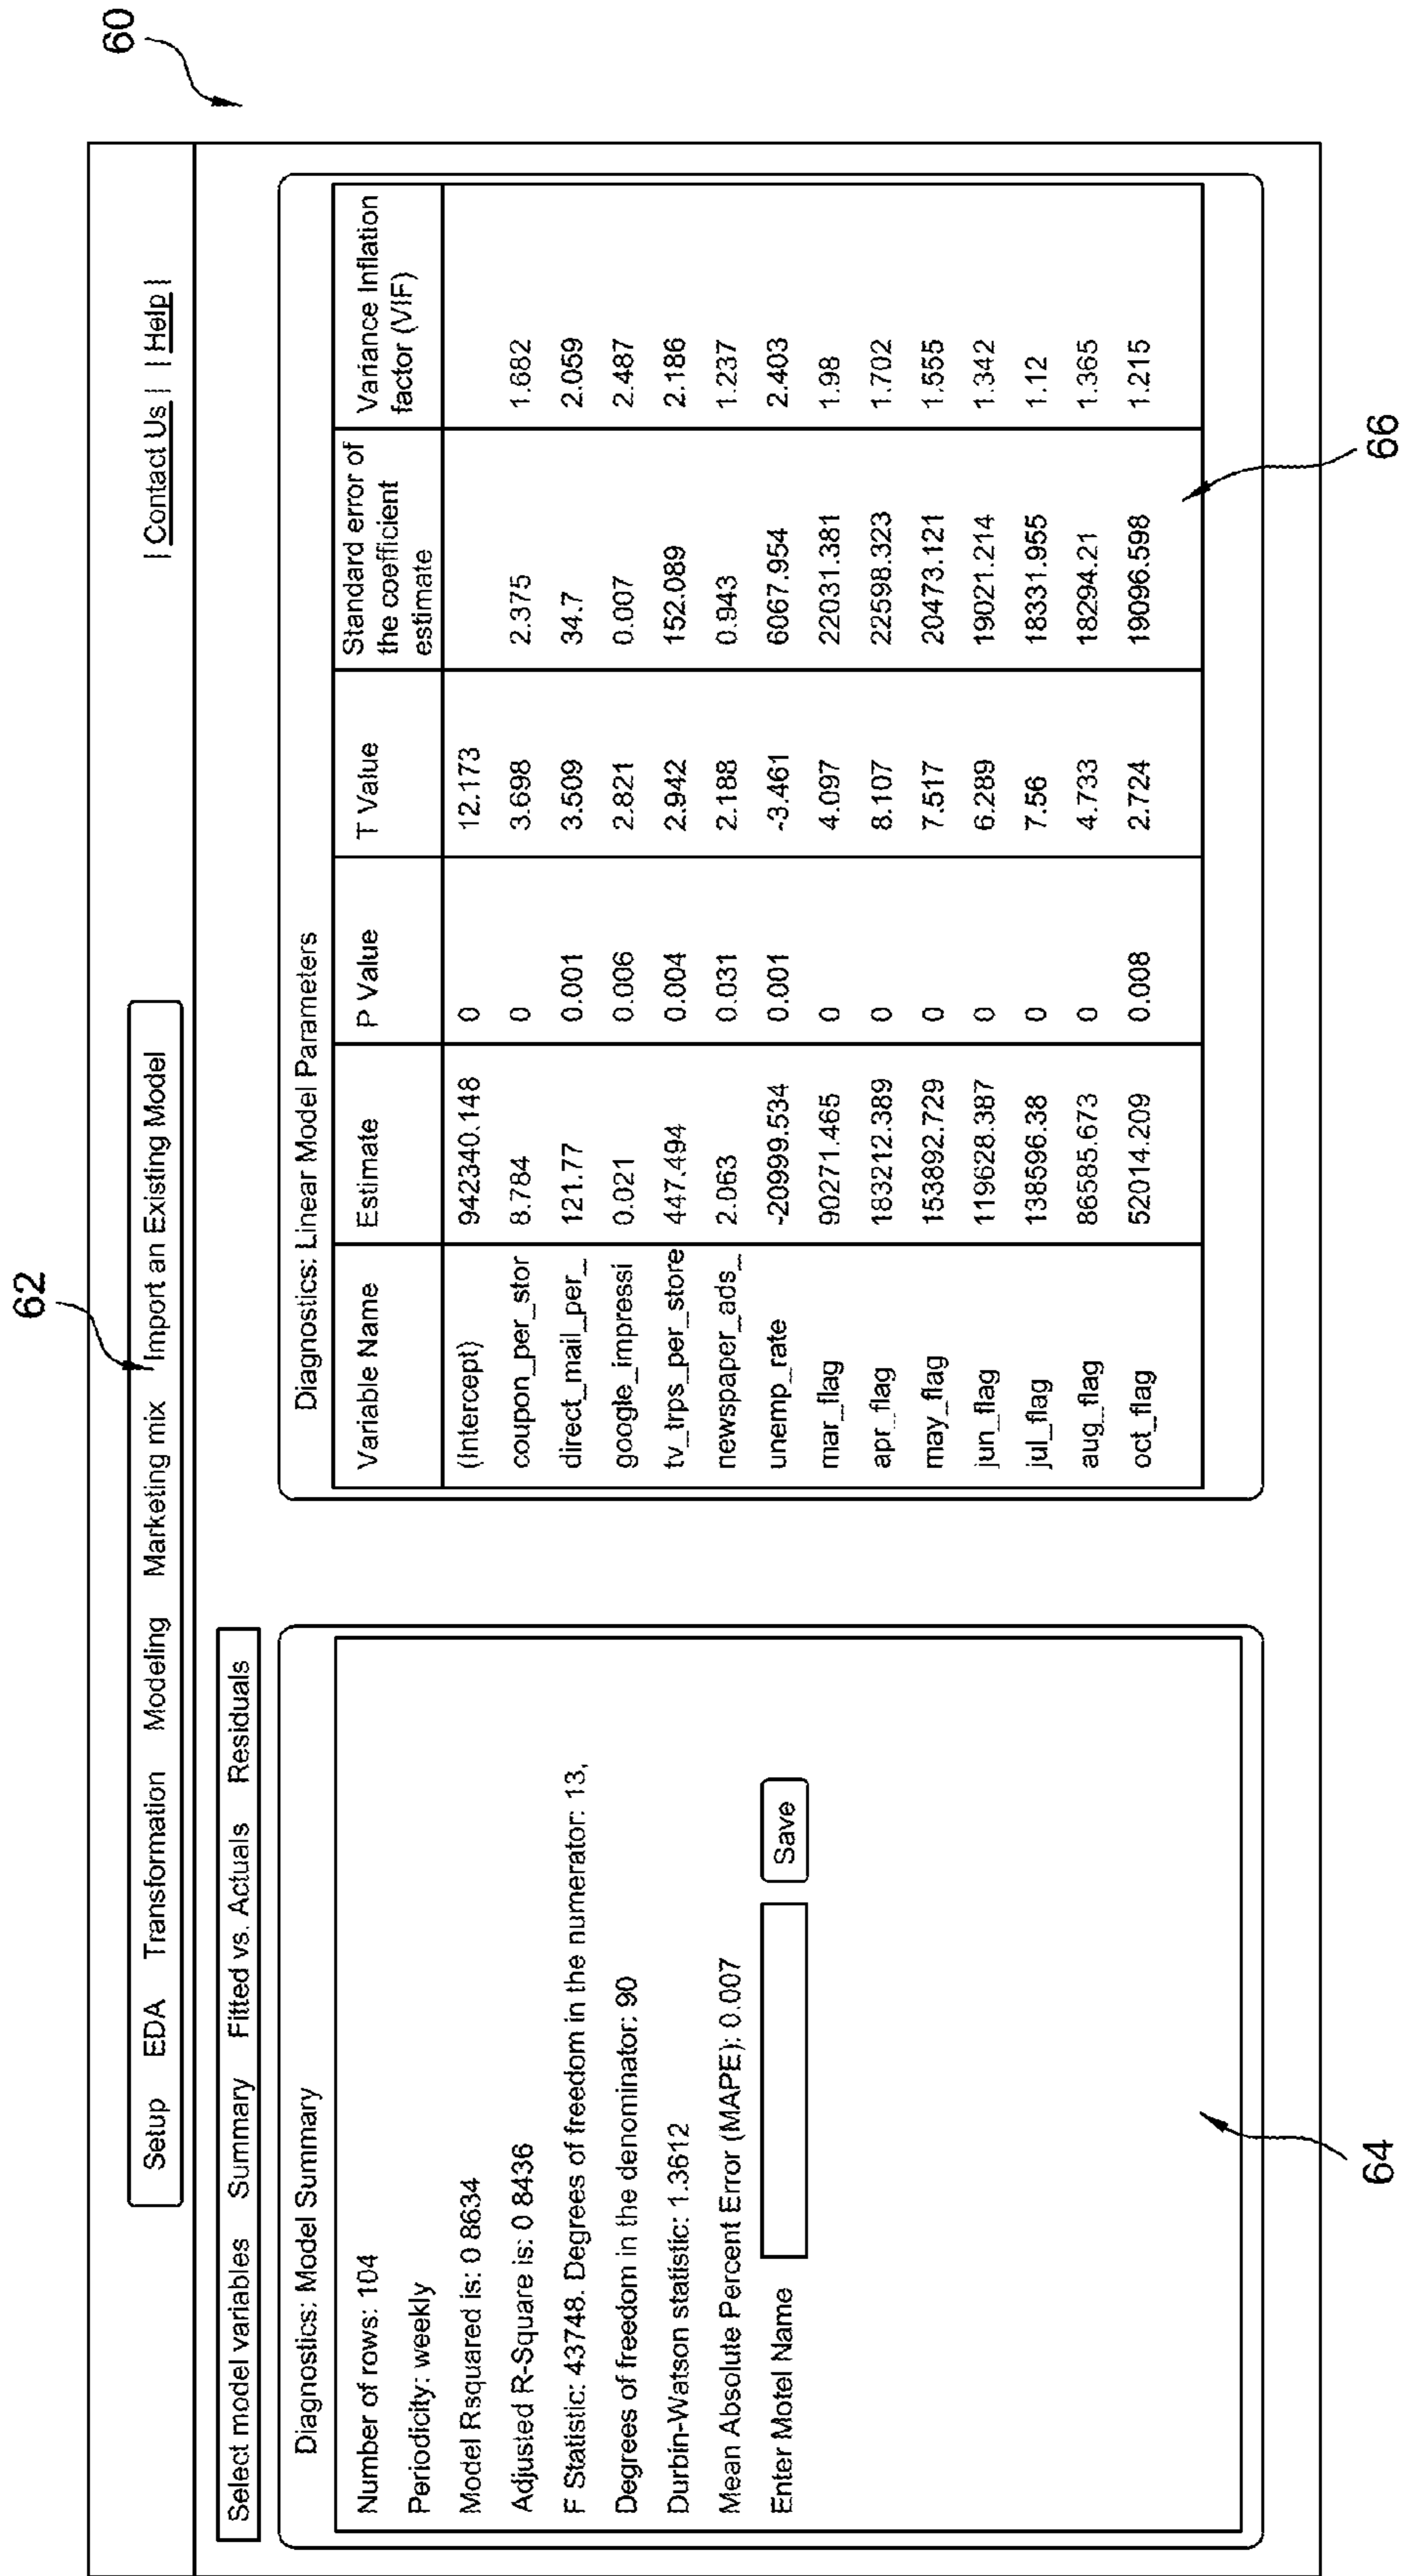 60
62
Setup EDA Transformation Modeling Marketing mix Import an Existing Model
| Contact Us | | Help |
Select model variables Summary Fitted vs. Actuals Residuals
Diagnostics: Model Summary
Number of rows: 104
Periodicity: weekly
Model Rsquared is: 0 8634
Adjusted R-Square is: 0 8436
F Statistic: 43748. Degrees of freedom in the numerator: 13,
Degrees of freedom in the denominator: 90
Durbin-Watson statistic: 1.3612
Mean Absolute Percent Error (MAPE): 0.007
Enter Motel Name Save
64
Diagnostics: Linear Model Parameters
Variable Name Estimate P Value T Value Standard error of the coefficient estimate Variance Inflation factor (VIF)
(Intercept) 942340.148 0 12.173
coupon_per_stor 8.784 0 3.698 2.375 1.682
direct_mail_per_ 121.77 0.001 3.509 34.7 2.059
google_impressi 0.021 0.006 2.821 0.007 2.487
tv_trps_per_store 447.494 0.004 2.942 152.089 2.186
newspaper_ads_ 2.063 0.031 2.188 0.943 1.237
unemp_rate -20999.534 0.001 -3.461 6067.954 2.403
mar_flag 90271.465 0 4.097 22031.381 1.98
apr_flag 183212.389 0 8.107 22598.323 1.702
may_flag 153892.729 0 7.517 20473.121 1.555
jun_flag 119628.387 0 6.289 19021.214 1.342
jul_flag 138596.38 0 7.56 18331.955 1.12
aug_flag 86585.673 0 4.733 18294.21 1.365
oct_flag 52014.209 0.008 2.724 19096.598 1.215
66